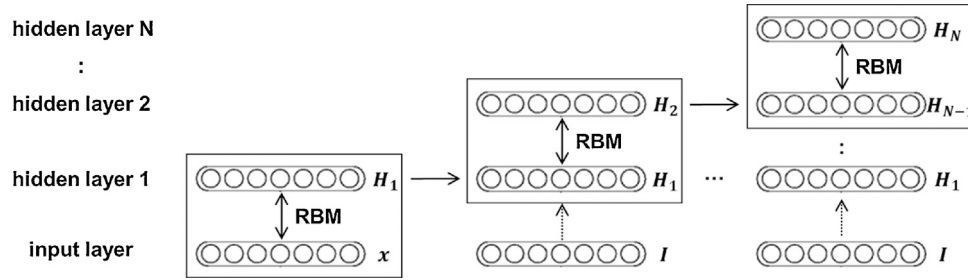 hidden layer N
H_N
RBM
:
hidden layer 2
H_2
H_{N-1}
RBM
:
hidden layer 1
H_1
H_1
...
H_1
RBM
input layer
x
I
I